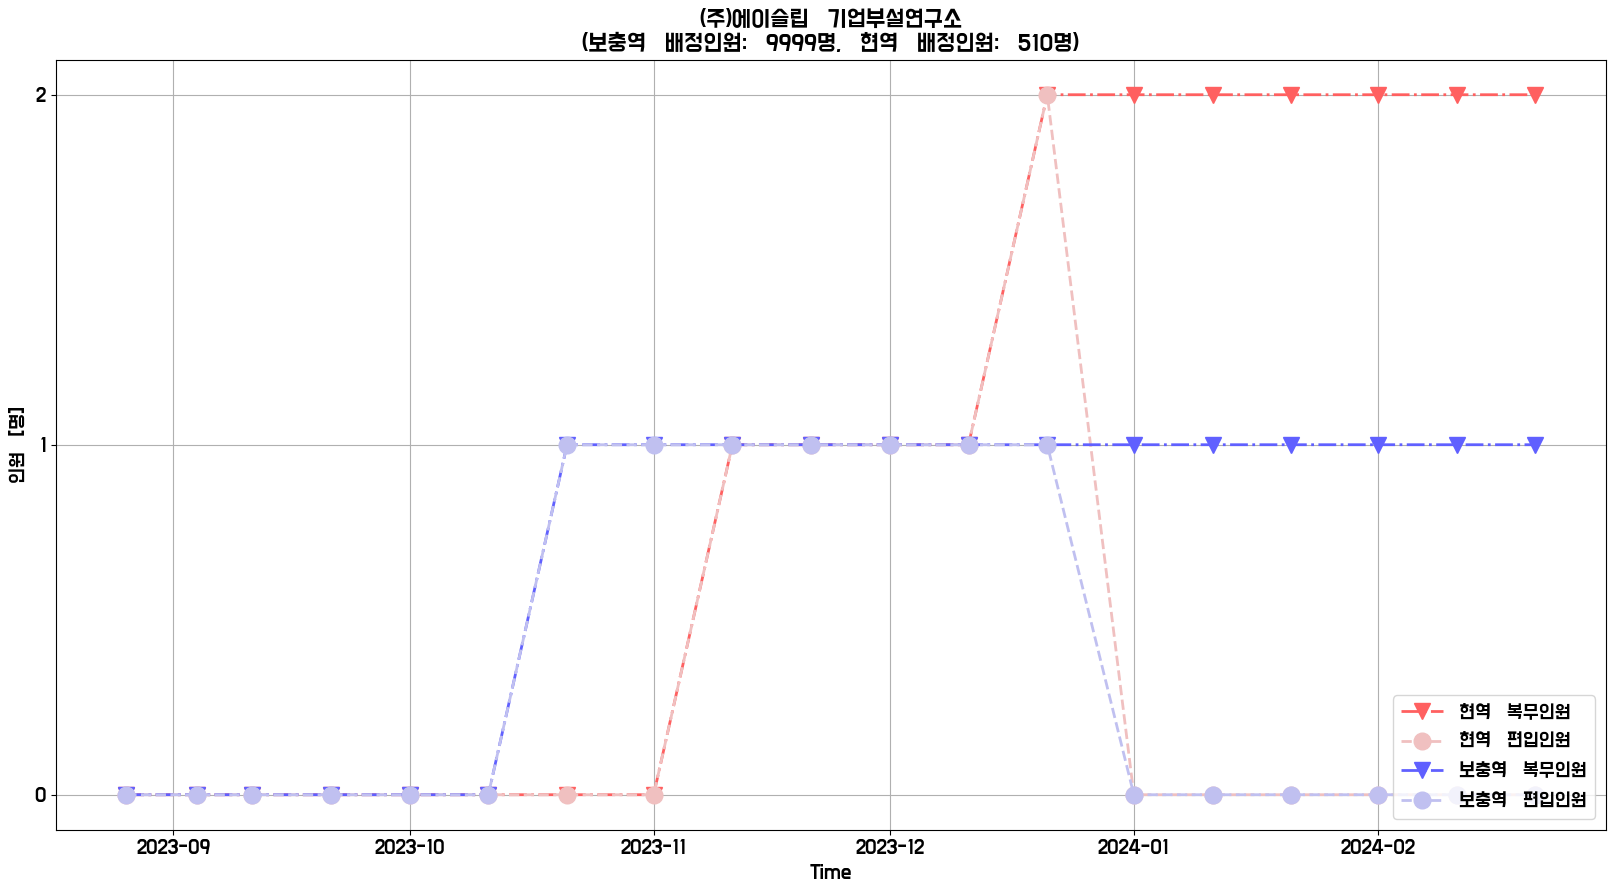 (주)에이슬립 기업부설연구소
(보충역 배정인원: 9999명, 현역 배정인원: 510명)
인원 [명]
2
1
0
2023-09 2023-10 2023-11 2023-12 2024-01 2024-02
Time
현역 복무인원
현역 편입인원
보충역 복무인원
보충역 편입인원